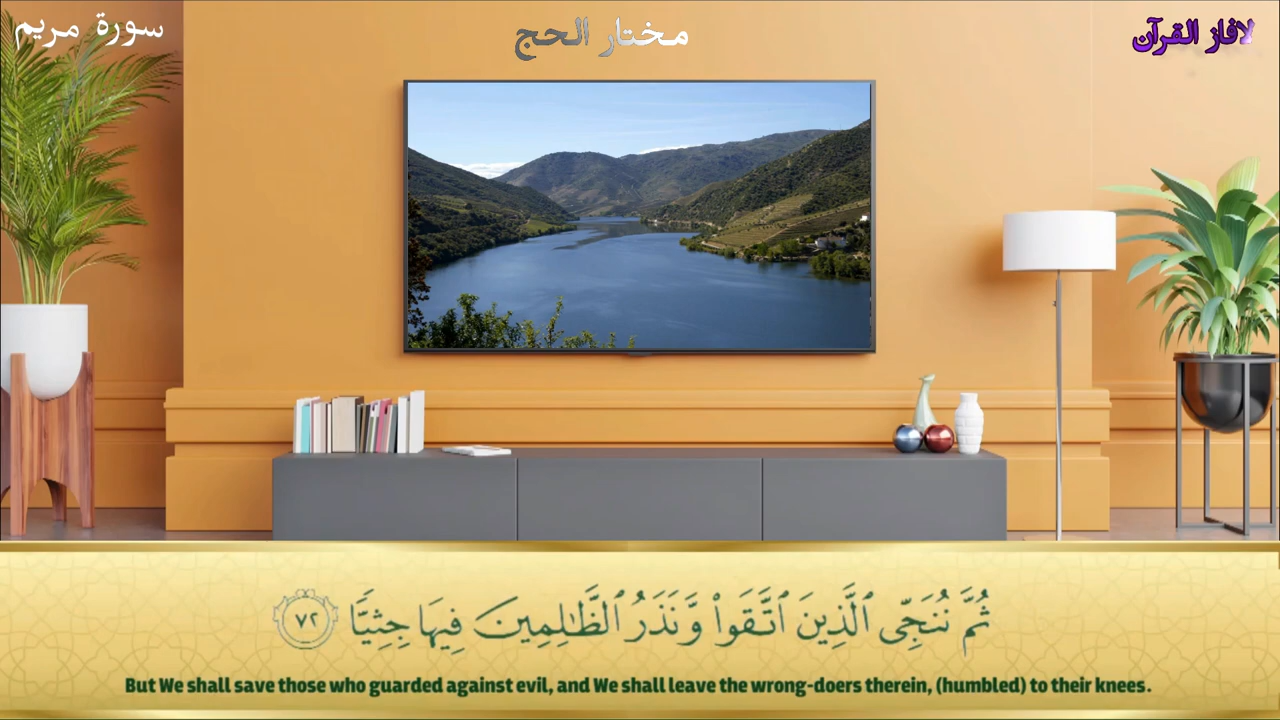 سورة مريم
مختار الحج
لافاز القرآن
ثُمَّ نُنَجِّى ٱلَّذِينَ ٱتَّقَوا۟ وَّنَذَرُ ٱلظَّـٰلِمِينَ فِيهَا جِثِيًّا ٧٢
But We shall save those who guarded against evil, and We shall leave the wrong-doers therein, (humbled) to their knees.